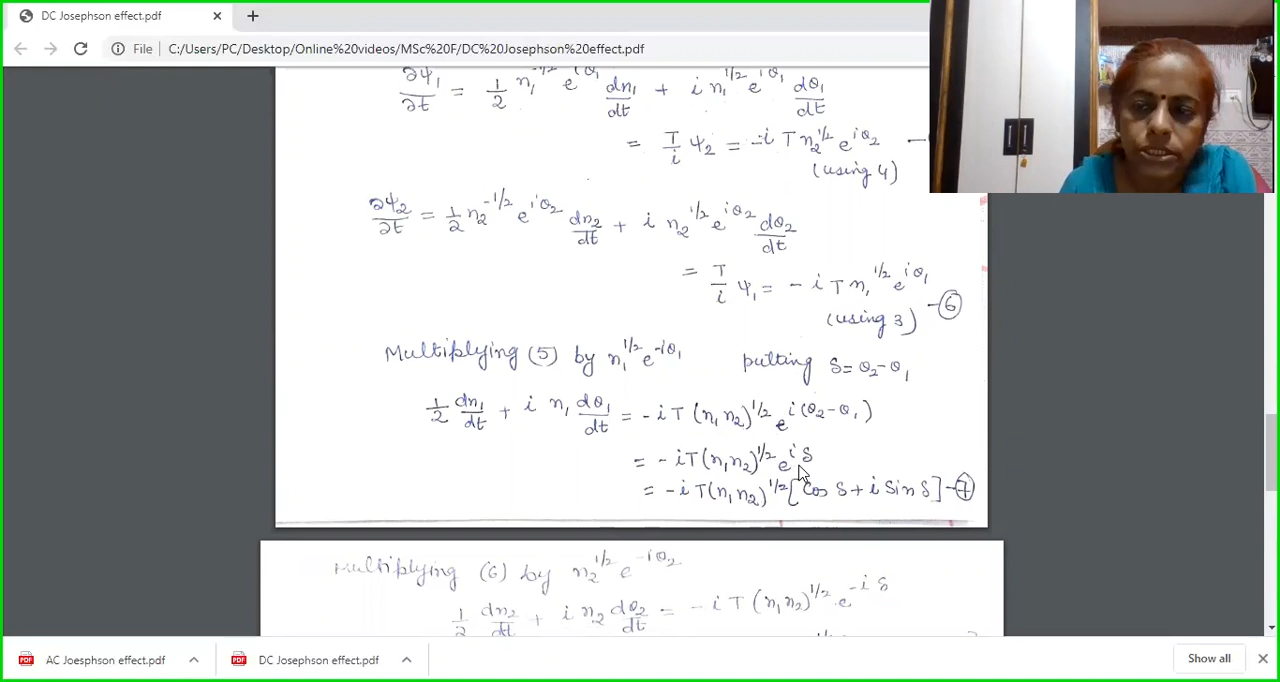 DC Josephson effect.pdf
File C:/Users/PC/Desktop/Online%20videos/MSc%20F/DC%20Josephson%20effect.pdf
∂ψ₁/∂t = 1/2 n₁^(-1/2) e^(iθ₁) dn₁/dt + i n₁^(1/2) e^(iθ₁) dθ₁/dt
= T/i ψ₂ = -i T n₂^(1/2) e^(iθ₂)
(using 4)
∂ψ₂/∂t = 1/2 n₂^(-1/2) e^(iθ₂) dn₂/dt + i n₂^(1/2) e^(iθ₂) dθ₂/dt
= T/i ψ₁ = - i T n₁^(1/2) e^(iθ₁) -⑥
(using 3)
Multiplying (5) by n₁^(1/2) e^(-iθ₁) putting δ = θ₂-θ₁
1/2 dn₁/dt + i n₁ dθ₁/dt = - i T (n₁n₂)^(1/2) e^(i(θ₂-θ₁))
= - iT(n₁n₂)^(1/2) e^(iδ)
= - i T(n₁n₂)^(1/2) [Cos δ + i Sin δ] -⑦
Multiplying (6) by n₂^(1/2) e^(-iθ₂)
1/2 dn₂/dt + i n₂ dθ₂/dt = - i T (n₁n₂)^(1/2) e^(-iδ)
AC Joesphson effect.pdf DC Josephson effect.pdf Show all